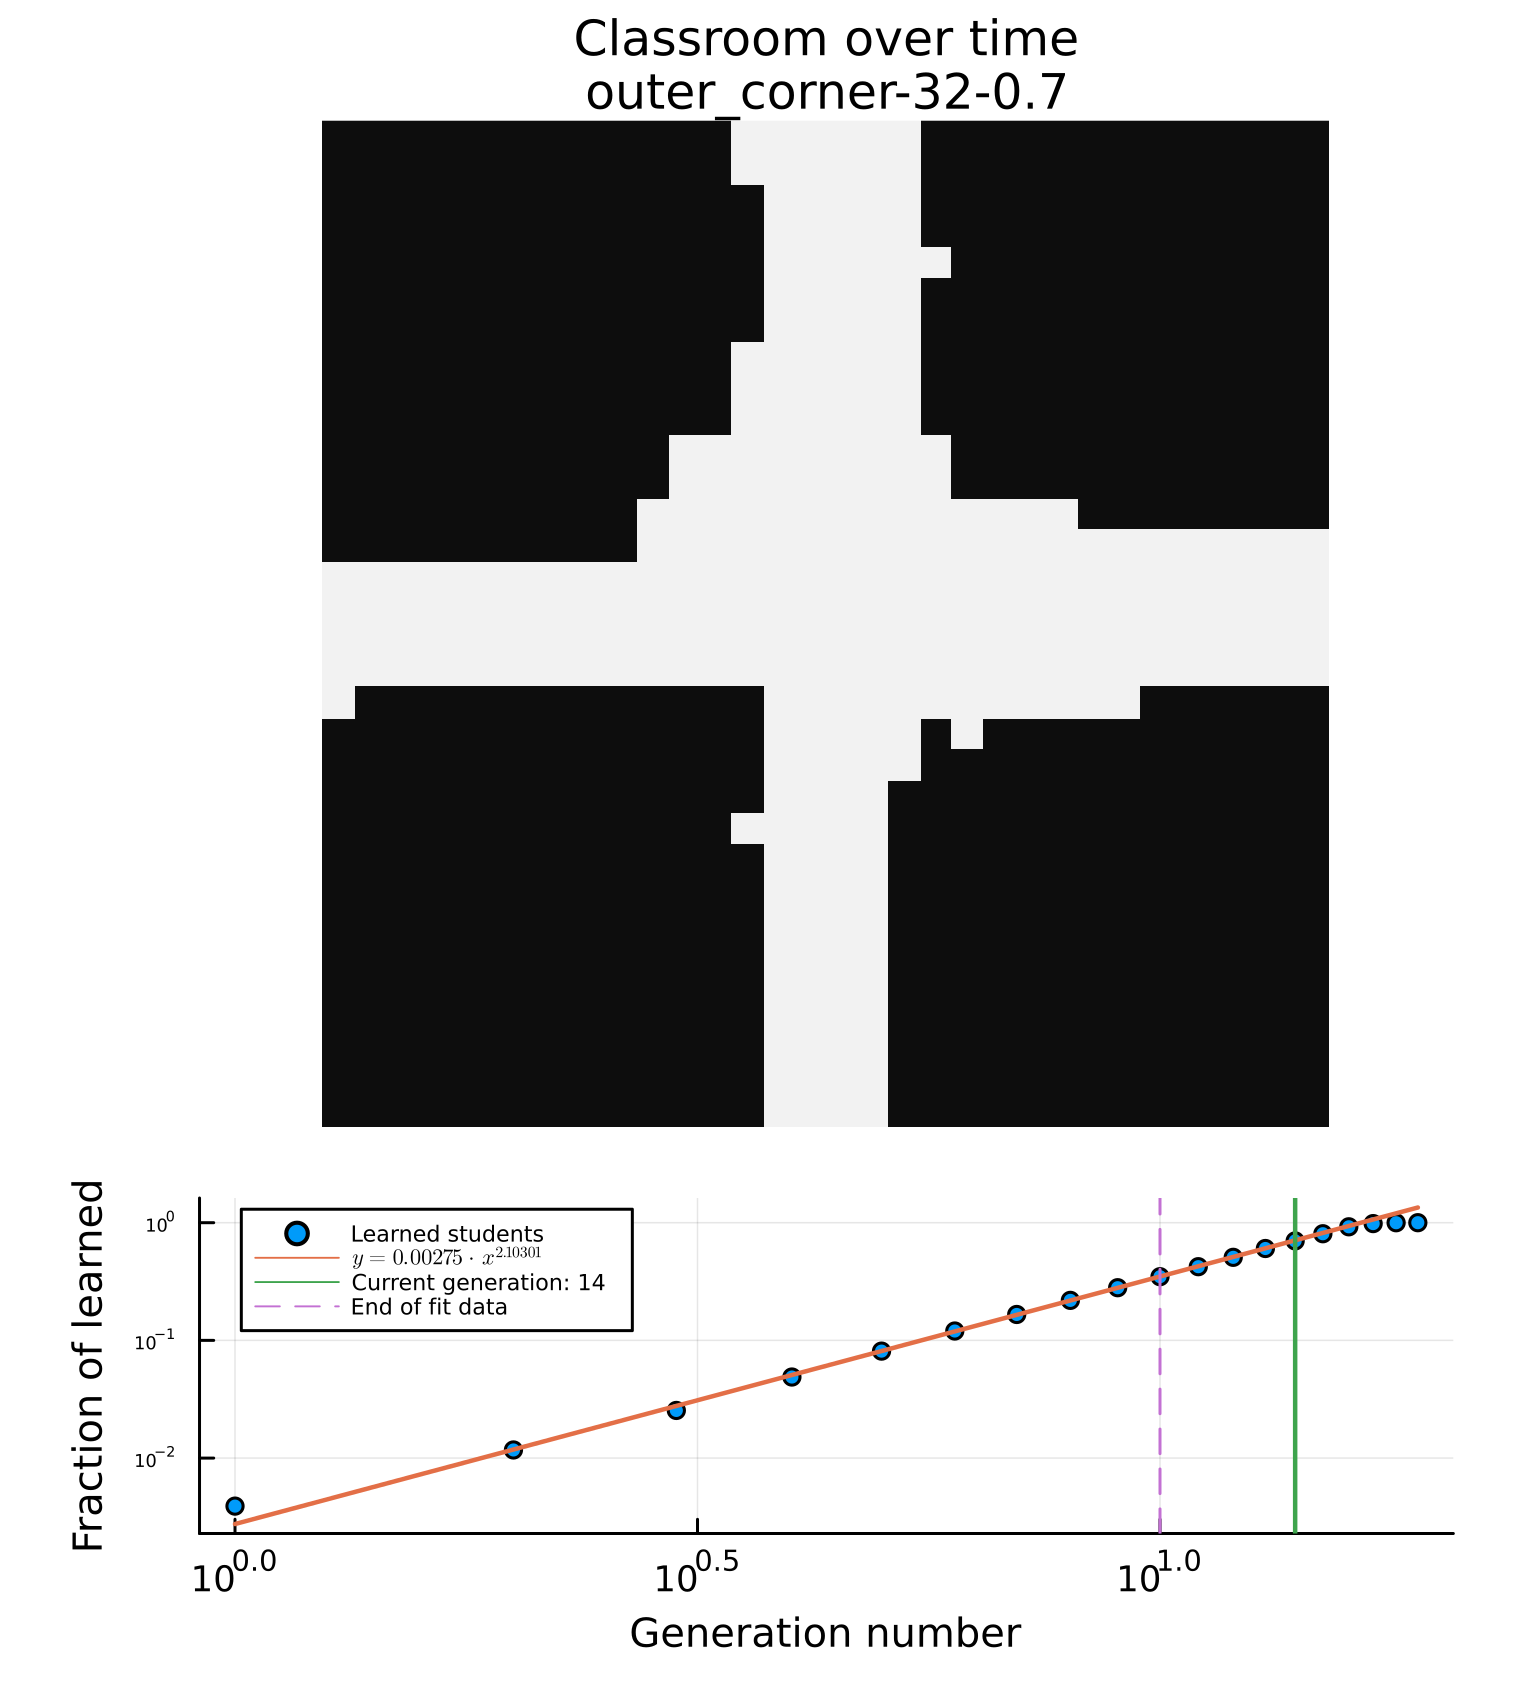 Classroom over time
outer_corner-32-0.7
Fraction of learned
10⁰
10⁻¹
10⁻²
Learned students
y = 0.00275 · x^2.10301
Current generation: 14
End of fit data
10^0.0
10^0.5
10^1.0
Generation number